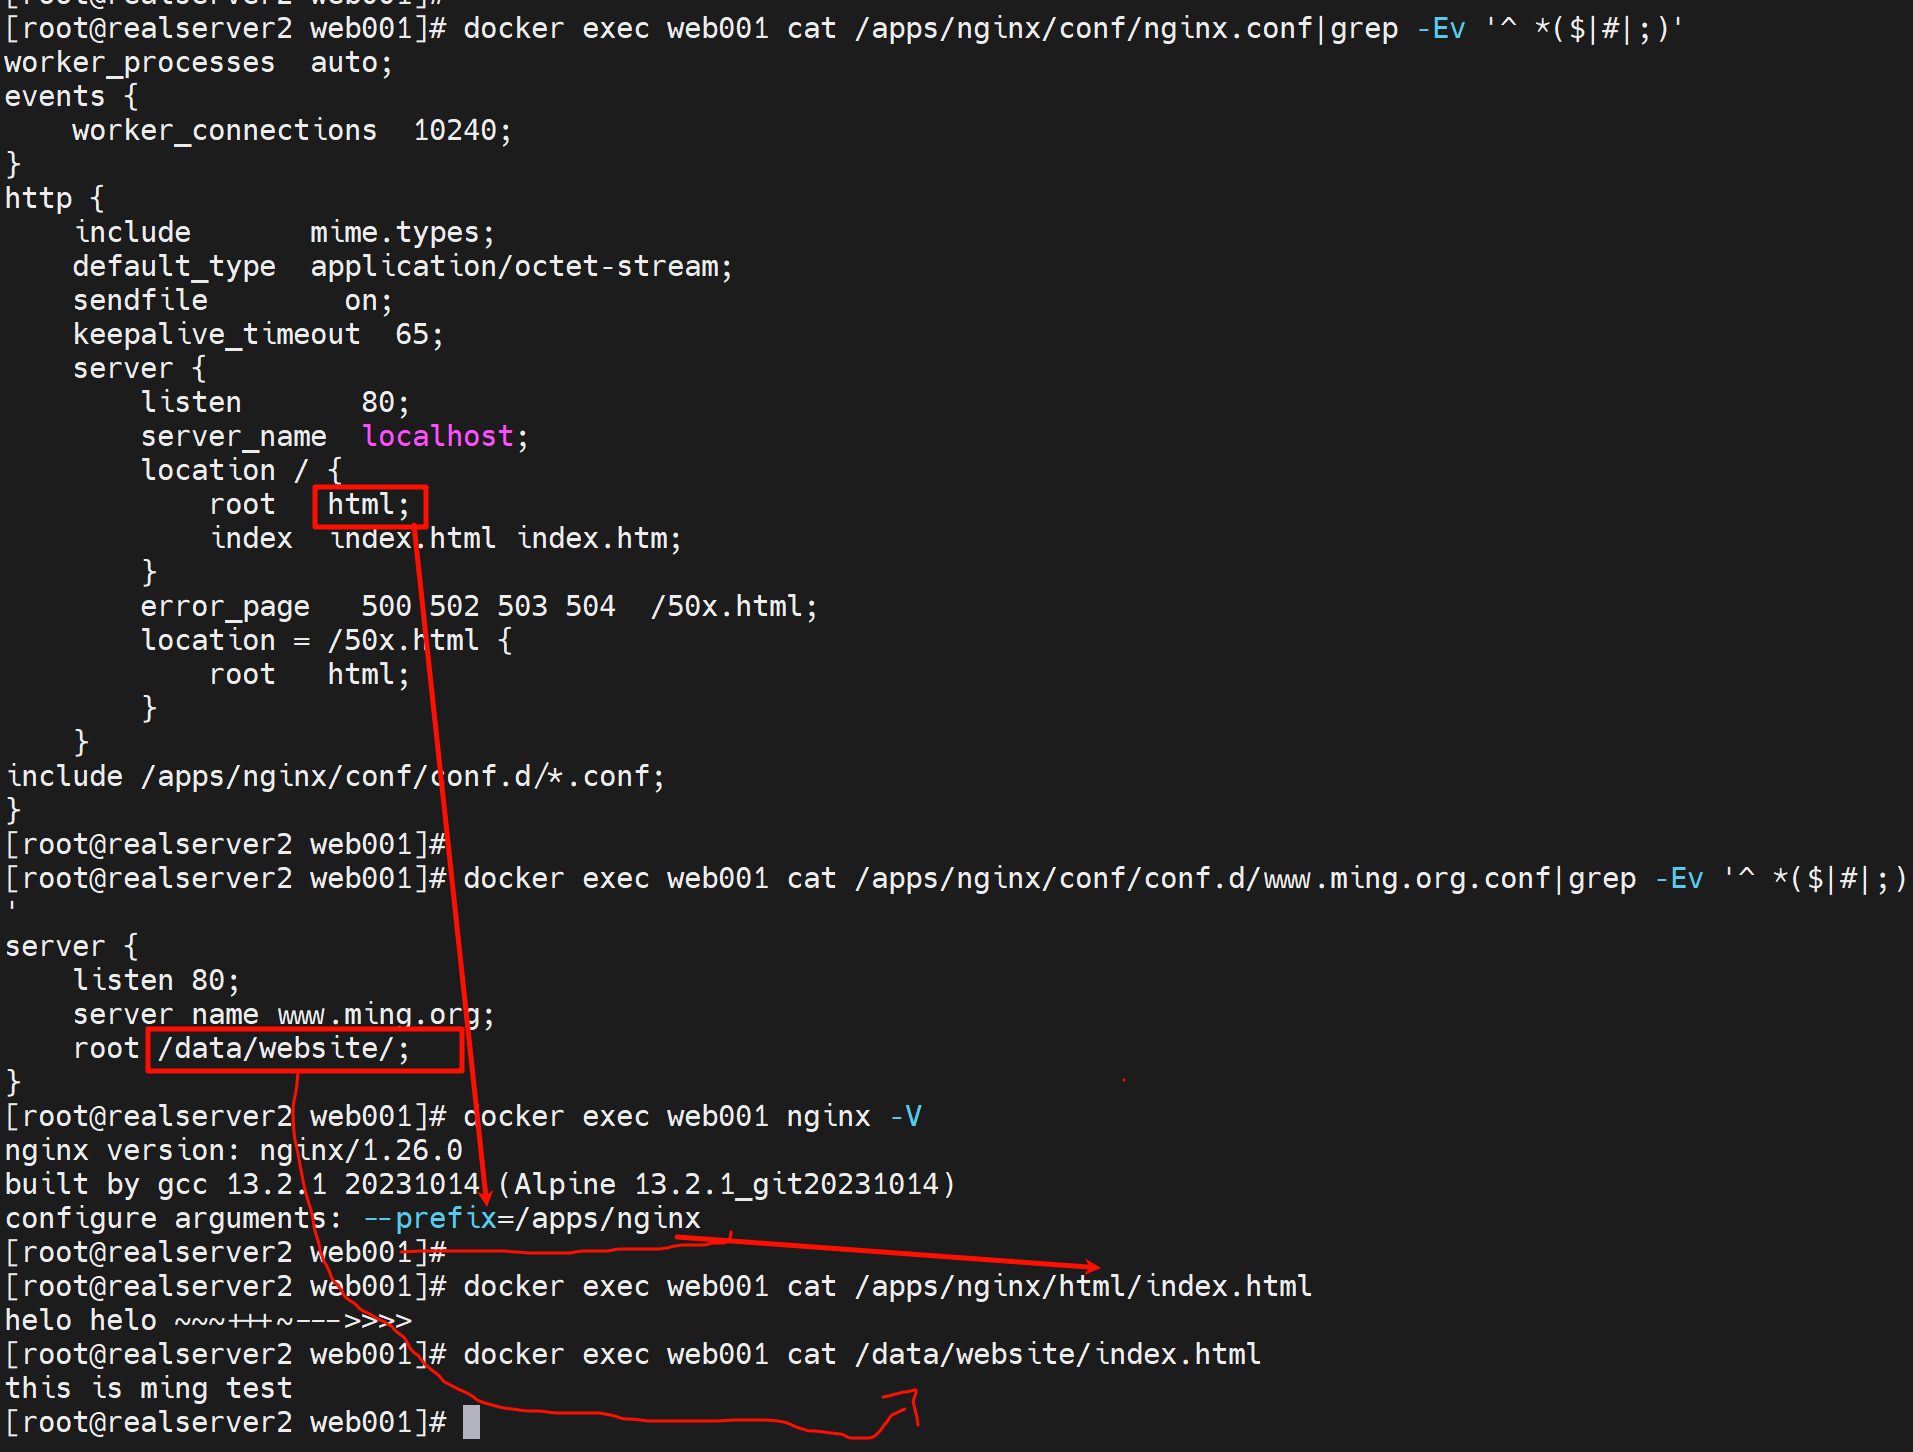 [root@realserver2 web001]# docker exec web001 cat /apps/nginx/conf/nginx.conf|grep -Ev '^ *($|#|;)'
worker_processes  auto;
events {
    worker_connections  10240;
}
http {
    include       mime.types;
    default_type  application/octet-stream;
    sendfile        on;
    keepalive_timeout  65;
    server {
        listen       80;
        server_name  localhost;
        location / {
            root   html;
            index  index.html index.htm;
        }
        error_page   500 502 503 504  /50x.html;
        location = /50x.html {
            root   html;
        }
    }
include /apps/nginx/conf/conf.d/*.conf;
}
[root@realserver2 web001]#
[root@realserver2 web001]# docker exec web001 cat /apps/nginx/conf/conf.d/www.ming.org.conf|grep -Ev '^ *($|#|;)
'
server {
    listen 80;
    server_name www.ming.org;
    root /data/website/;
}
[root@realserver2 web001]# docker exec web001 nginx -V
nginx version: nginx/1.26.0
built by gcc 13.2.1 20231014 (Alpine 13.2.1_git20231014)
configure arguments: --prefix=/apps/nginx
[root@realserver2 web001]#
[root@realserver2 web001]# docker exec web001 cat /apps/nginx/html/index.html
helo helo ~~~+++~--->>>>
[root@realserver2 web001]# docker exec web001 cat /data/website/index.html
this is ming test
[root@realserver2 web001]#